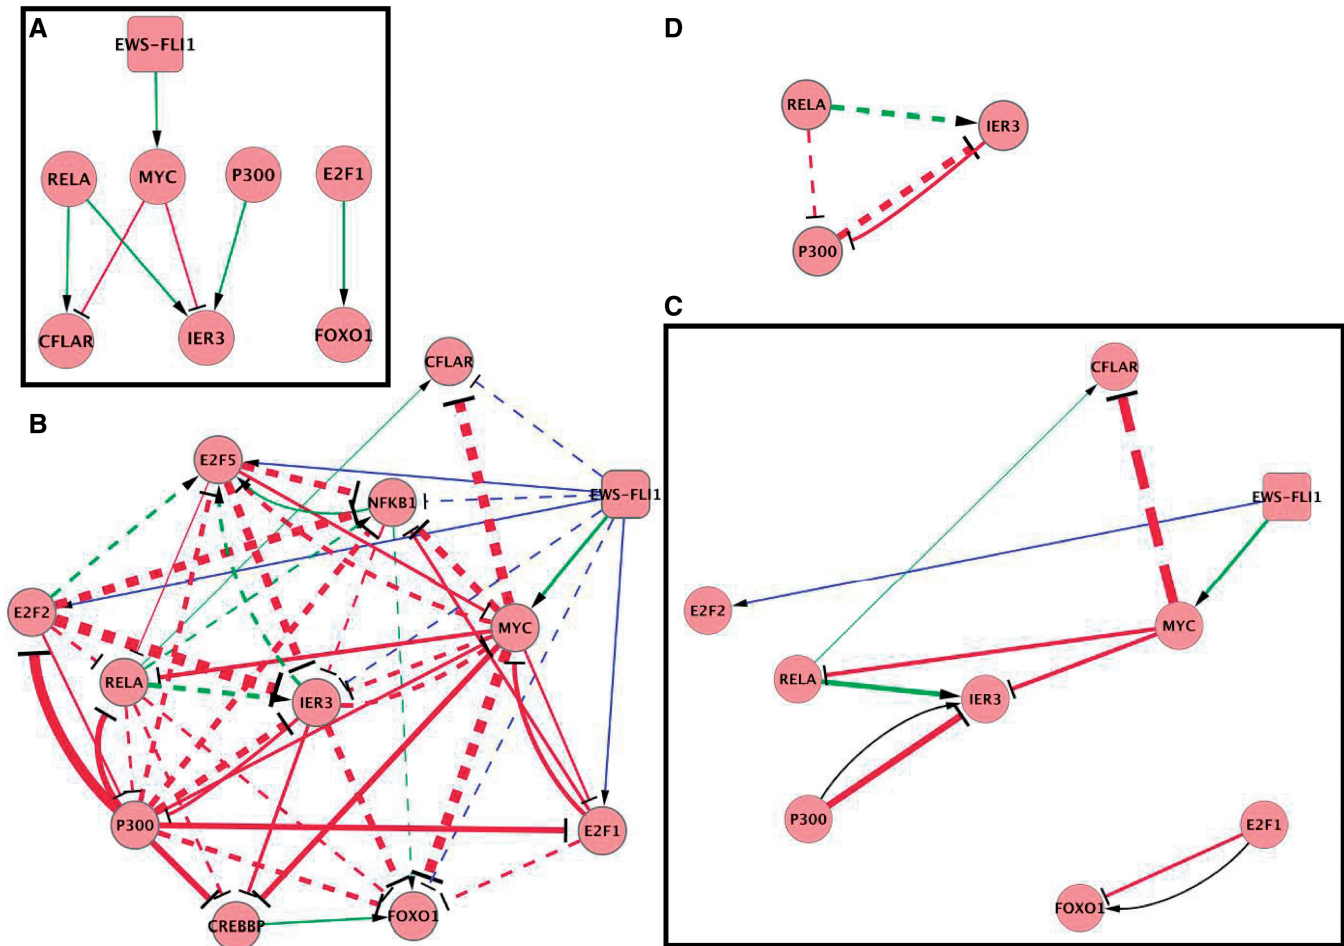 A
EWS-FLI1
RELA
MYC
P300
E2F1
CFLAR
IER3
FOXO1
D
RELA
IER3
P300
B
CFLAR
E2F5
NFKB1
EWS-FLI1
E2F2
MYC
RELA
IER3
P300
E2F1
CREBBP
FOXO1
C
CFLAR
EWS-FLI1
E2F2
MYC
RELA
IER3
P300
E2F1
FOXO1